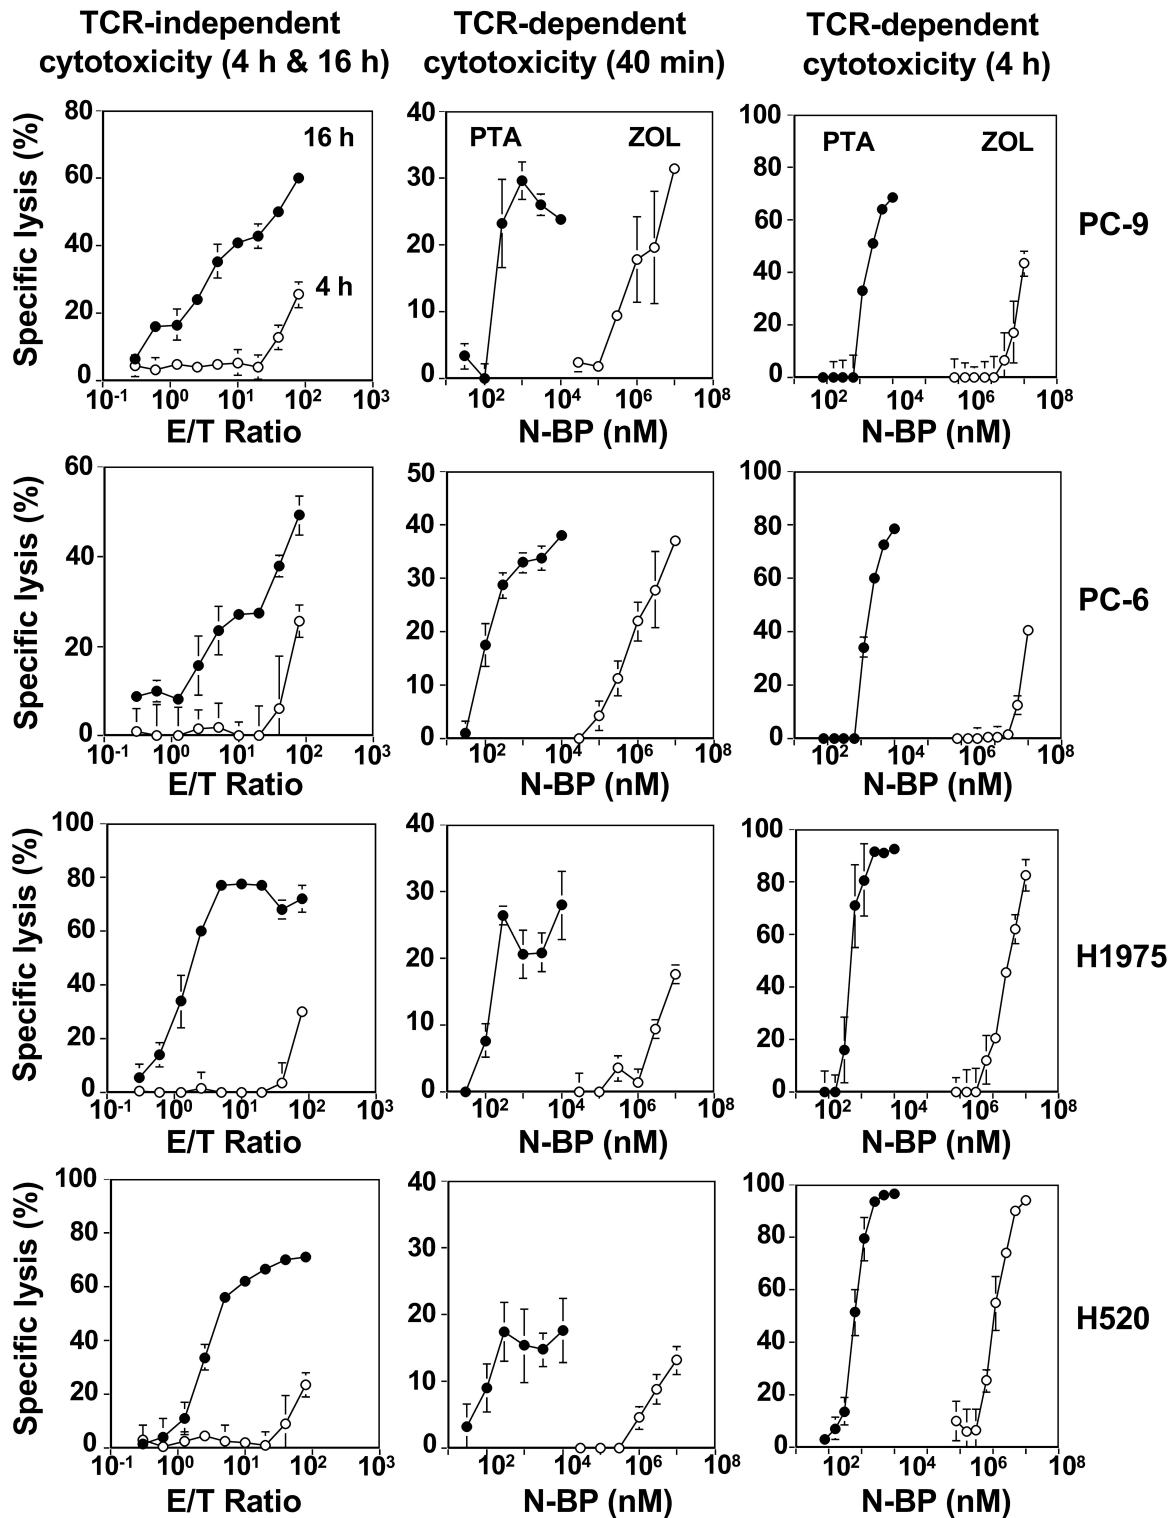 TCR-independent
cytotoxicity (4 h & 16 h)
TCR-dependent
cytotoxicity (40 min)
TCR-dependent
cytotoxicity (4 h)
Specific lysis (%)
80
60
40
20
0
16 h
4 h
10-1 100 101 102 103
E/T Ratio
40
30
20
10
0
PTA ZOL
102 104 106 108
N-BP (nM)
100
80
60
40
20
0
PTA ZOL
102 104 106 108
N-BP (nM)
PC-9
Specific lysis (%)
60
40
20
0
10-1 100 101 102 103
E/T Ratio
50
40
30
20
10
0
102 104 106 108
N-BP (nM)
100
80
60
40
20
0
102 104 106 108
N-BP (nM)
PC-6
Specific lysis (%)
100
80
60
40
20
0
10-1 100 101 102 103
E/T Ratio
40
30
20
10
0
102 104 106 108
N-BP (nM)
100
80
60
40
20
0
102 104 106 108
N-BP (nM)
H1975
Specific lysis (%)
100
80
60
40
20
0
10-1 100 101 102 103
E/T Ratio
40
30
20
10
0
102 104 106 108
N-BP (nM)
100
80
60
40
20
0
102 104 106 108
N-BP (nM)
H520